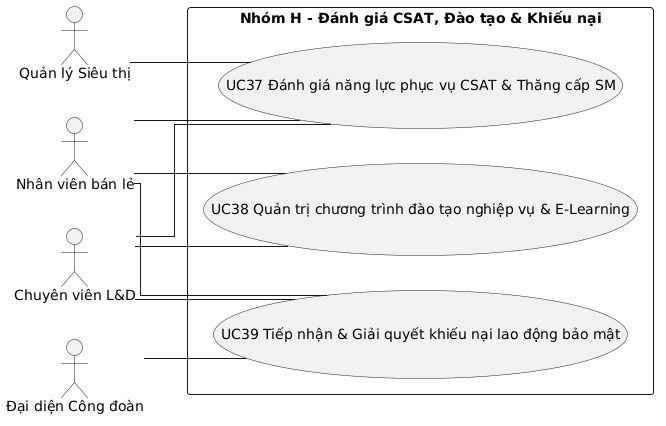 Nhóm H - Đánh giá CSAT, Đào tạo & Khiếu nại
Quản lý Siêu thị
UC37 Đánh giá năng lực phục vụ CSAT & Thăng cấp SM
Nhân viên bán lẻ
UC38 Quản trị chương trình đào tạo nghiệp vụ & E-Learning
Chuyên viên L&D
UC39 Tiếp nhận & Giải quyết khiếu nại lao động bảo mật
Đại diện Công đoàn